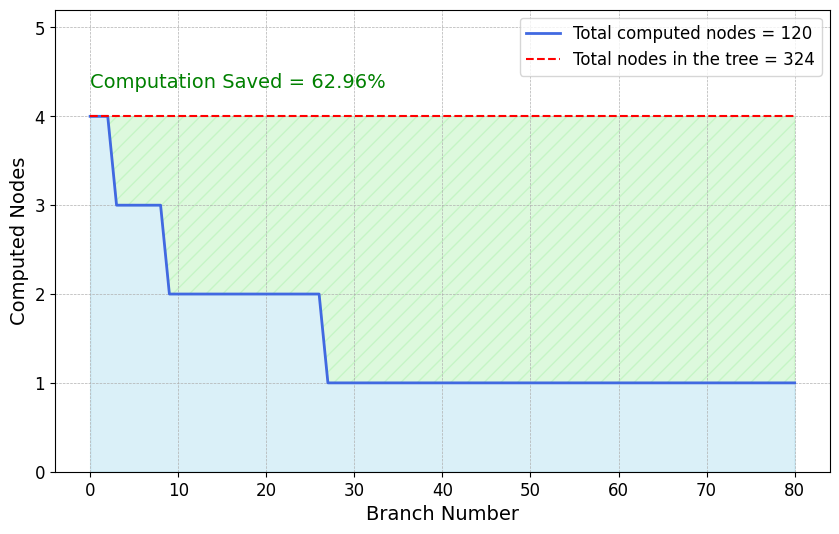 Total computed nodes = 120
Total nodes in the tree = 324
Computation Saved = 62.96%
Computed Nodes
5
4
3
2
1
0
0 10 20 30 40 50 60 70 80
Branch Number